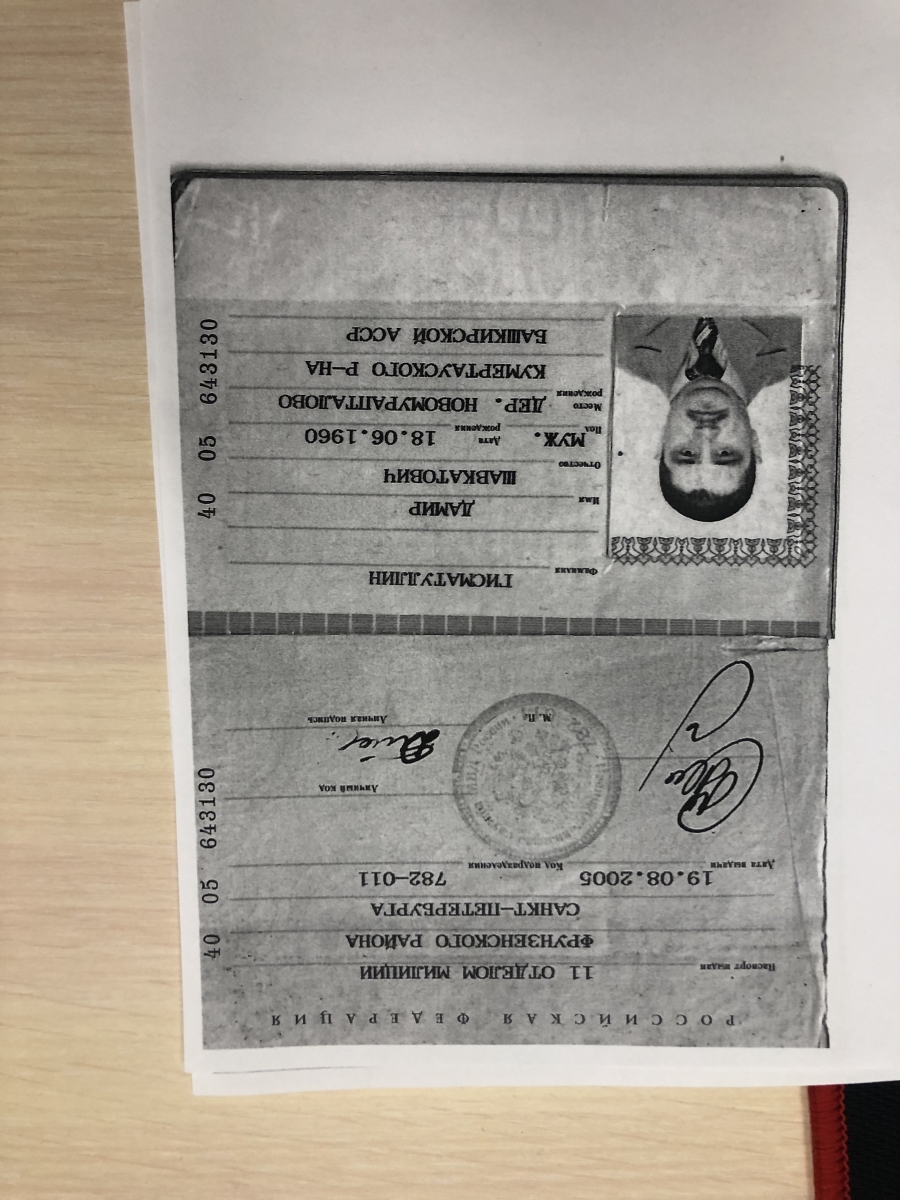 РОССИЙСКАЯ ФЕДЕРАЦИЯ
Паспорт выдан 11 ОТДЕЛОМ МИЛИЦИИ
ФРУНЗЕНСКОГО РАЙОНА
САНКТ-ПЕТЕРБУРГА
Дата выдачи 19.08.2005 Код подразделения 782-011
Личный код
М. П. Личная подпись
40 05 643130
Фамилия ГИСМАТУЛЛИН
Имя ДАМИР
Отчество ШАВКАТОВИЧ
Пол МУЖ. Дата рождения 18.06.1960
Место рождения ДЕР. НОВОМУРАПТАЛОВО
КУМЕРТАУСКОГО Р-НА
БАШКИРСКОЙ АССР
40 05 643130